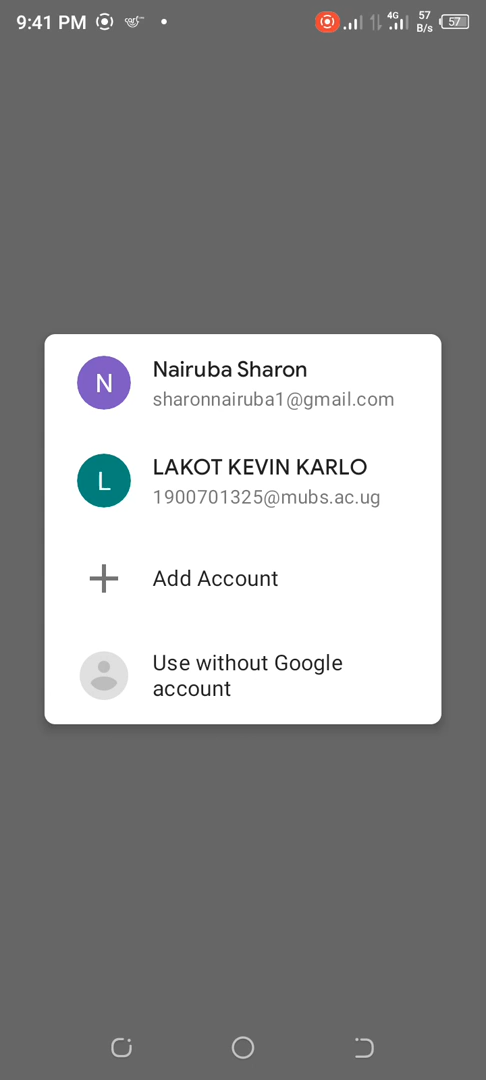 9:41 PM
4G
57
B/s
57
N
Nairuba Sharon
sharonnairuba1@gmail.com
L
LAKOT KEVIN KARLO
1900701325@mubs.ac.ug
Add Account
Use without Google
account